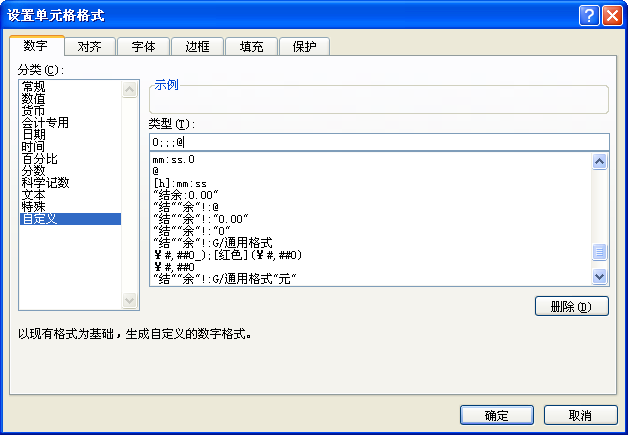 设置单元格格式
数字 对齐 字体 边框 填充 保护
分类(C):
常规
数值
货币
会计专用
日期
时间
百分比
分数
科学记数
文本
特殊
自定义
示例
类型(T):
0;;;@
mm:ss.0
@
[h]:mm:ss
"结余:0.00"
"结""余"!:@
"结""余"!:"0.00"
"结""余"!:"0"
"结""余"!:G/通用格式
¥#,##0_);[红色](¥#,##0)
¥#,##0
"结""余"!:G/通用格式"元"
删除(D)
以现有格式为基础，生成自定义的数字格式。
确定 取消